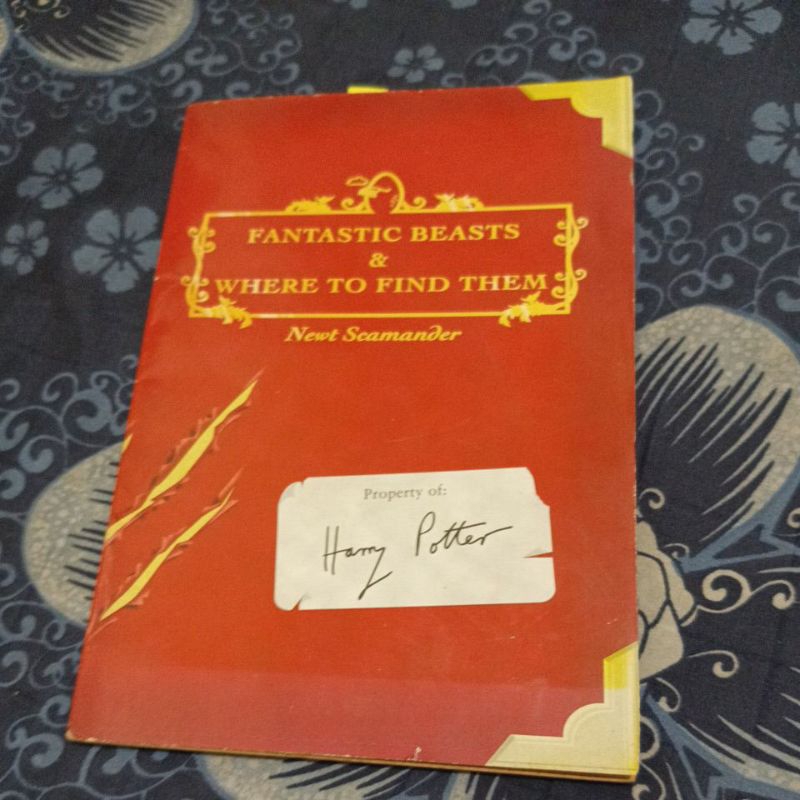 FANTASTIC BEASTS
&
WHERE TO FIND THEM
Newt Scamander
Property of:
Harry Potter